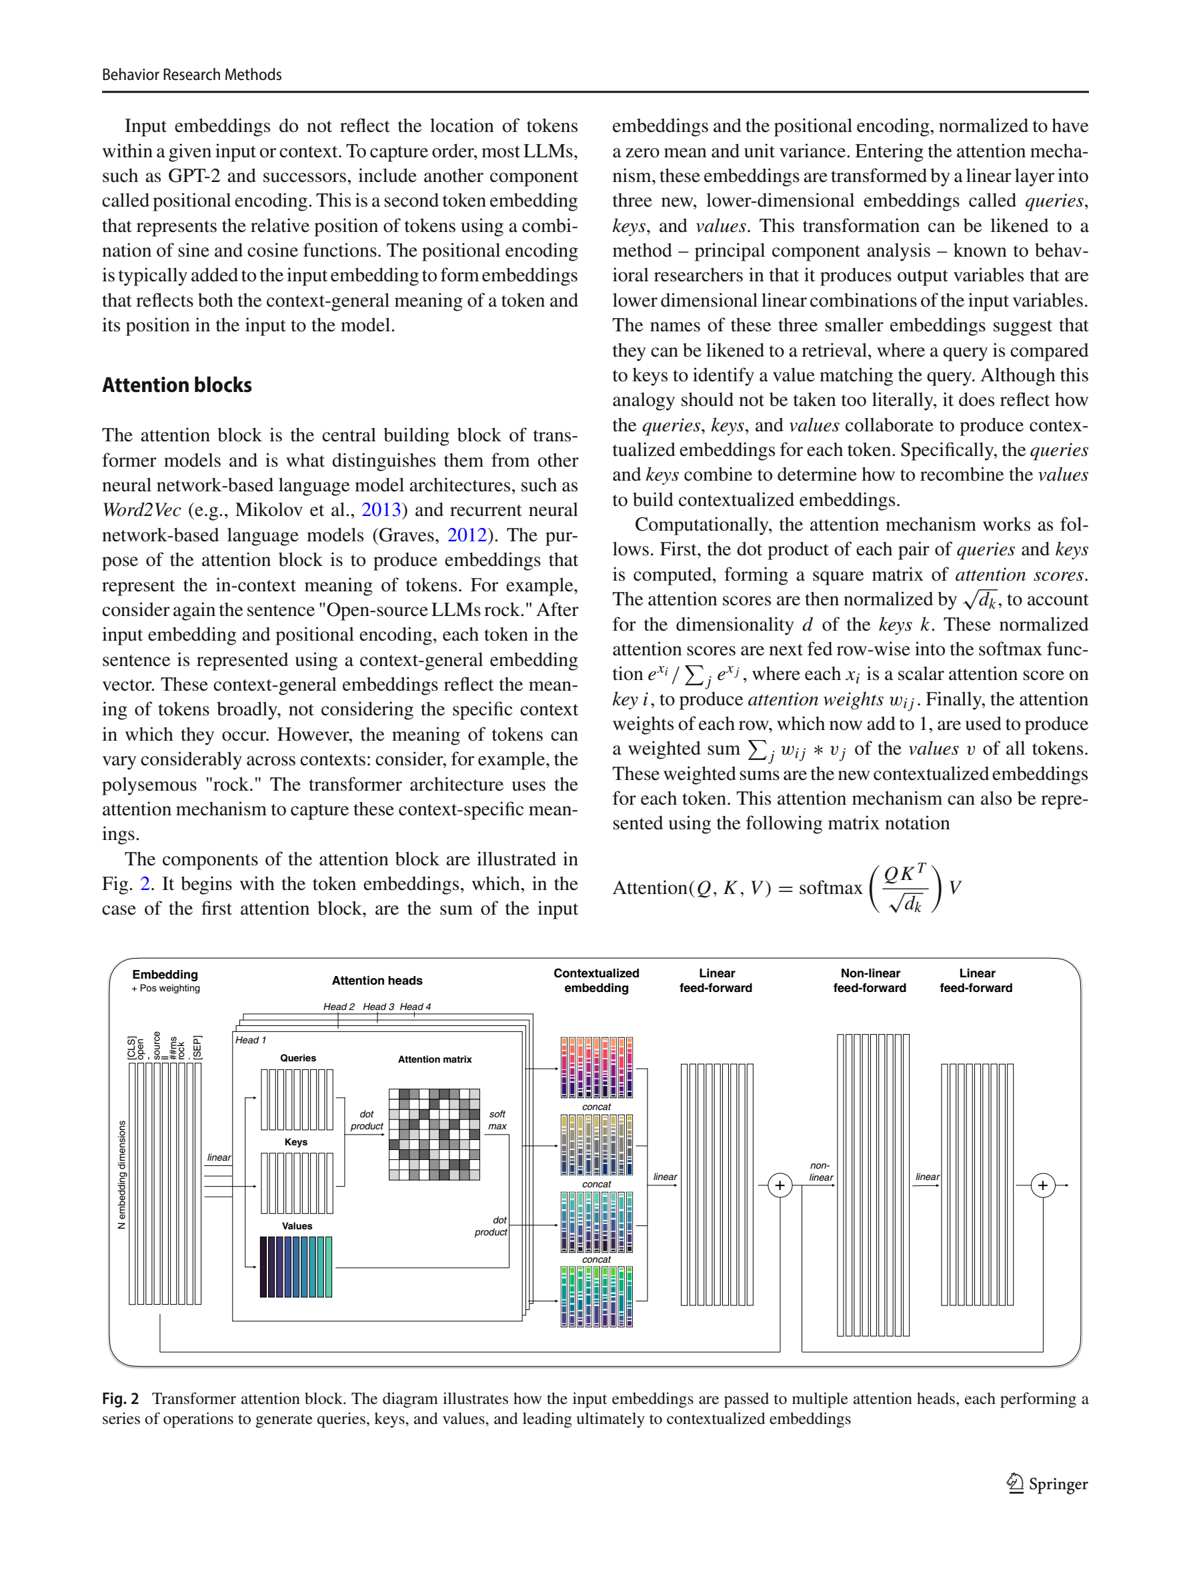 Behavior Research Methods
Input embeddings do not reflect the location of tokens
within a given input or context. To capture order, most LLMs,
such as GPT-2 and successors, include another component
called positional encoding. This is a second token embedding
that represents the relative position of tokens using a combi-
nation of sine and cosine functions. The positional encoding
is typically added to the input embedding to form embeddings
that reflects both the context-general meaning of a token and
its position in the input to the model.
Attention blocks
The attention block is the central building block of trans-
former models and is what distinguishes them from other
neural network-based language model architectures, such as
Word2Vec (e.g., Mikolov et al., 2013) and recurrent neural
network-based language models (Graves, 2012). The pur-
pose of the attention block is to produce embeddings that
represent the in-context meaning of tokens. For example,
consider again the sentence "Open-source LLMs rock." After
input embedding and positional encoding, each token in the
sentence is represented using a context-general embedding
vector. These context-general embeddings reflect the mean-
ing of tokens broadly, not considering the specific context
in which they occur. However, the meaning of tokens can
vary considerably across contexts: consider, for example, the
polysemous "rock." The transformer architecture uses the
attention mechanism to capture these context-specific mean-
ings.
The components of the attention block are illustrated in
Fig. 2. It begins with the token embeddings, which, in the
case of the first attention block, are the sum of the input
embeddings and the positional encoding, normalized to have
a zero mean and unit variance. Entering the attention mecha-
nism, these embeddings are transformed by a linear layer into
three new, lower-dimensional embeddings called queries,
keys, and values. This transformation can be likened to a
method – principal component analysis – known to behav-
ioral researchers in that it produces output variables that are
lower dimensional linear combinations of the input variables.
The names of these three smaller embeddings suggest that
they can be likened to a retrieval, where a query is compared
to keys to identify a value matching the query. Although this
analogy should not be taken too literally, it does reflect how
the queries, keys, and values collaborate to produce contex-
tualized embeddings for each token. Specifically, the queries
and keys combine to determine how to recombine the values
to build contextualized embeddings.
Computationally, the attention mechanism works as fol-
lows. First, the dot product of each pair of queries and keys
is computed, forming a square matrix of attention scores.
The attention scores are then normalized by √d_k, to account
for the dimensionality d of the keys k. These normalized
attention scores are next fed row-wise into the softmax func-
tion e^{x_i} / ∑_j e^{x_j}, where each x_i is a scalar attention score on
key i, to produce attention weights w_{ij}. Finally, the attention
weights of each row, which now add to 1, are used to produce
a weighted sum ∑_j w_{ij} * v_j of the values v of all tokens.
These weighted sums are the new contextualized embeddings
for each token. This attention mechanism can also be repre-
sented using the following matrix notation
Attention(Q, K, V) = softmax (QK^T / √d_k) V
Embedding
+ Pos weighting
Attention heads
Contextualized
embedding
Linear
feed-forward
Non-linear
feed-forward
Linear
feed-forward
Head 2 Head 3 Head 4
Head 1
[CLS]
open
-
source
ll
##ms
rock
.
[SEP]
N embedding dimensions
linear
Queries
Keys
Values
dot
product
Attention matrix
soft
max
dot
product
concat
concat
concat
linear
+
non-
linear
linear
+
Fig. 2 Transformer attention block. The diagram illustrates how the input embeddings are passed to multiple attention heads, each performing a
series of operations to generate queries, keys, and values, and leading ultimately to contextualized embeddings
Springer